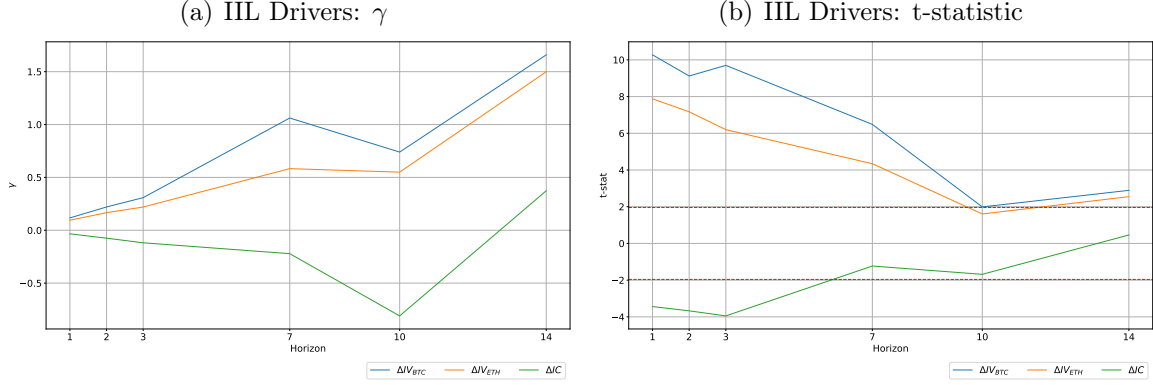 (a) IIL Drivers: γ
1.5
1.0
0.5
0.0
−0.5
γ
1 2 3 7 10 14
Horizon
ΔIV_BTC ΔIV_ETH ΔIC
(b) IIL Drivers: t-statistic
10
8
6
4
2
0
−2
−4
t-stat
1 2 3 7 10 14
Horizon
ΔIV_BTC ΔIV_ETH ΔIC